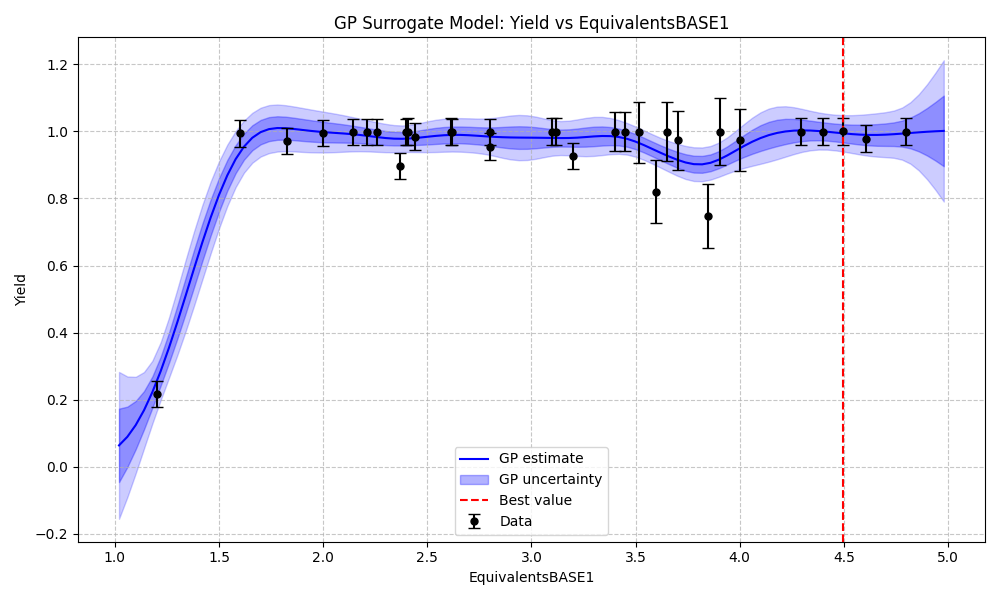 GP Surrogate Model: Yield vs EquivalentsBASE1
Yield
1.2
1.0
0.8
0.6
0.4
0.2
0.0
−0.2
GP estimate
GP uncertainty
Best value
Data
1.0 1.5 2.0 2.5 3.0 3.5 4.0 4.5 5.0
EquivalentsBASE1